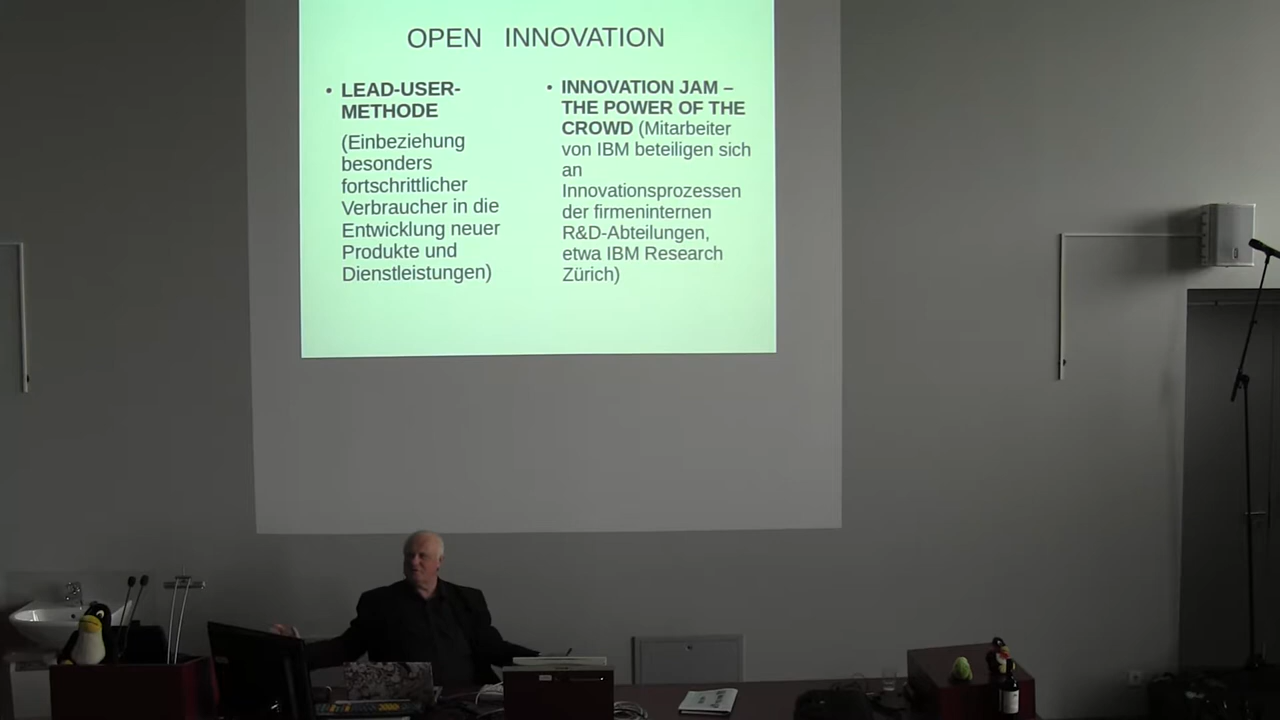 OPEN INNOVATION
• LEAD-USER-
METHODE
(Einbeziehung
besonders
fortschrittlicher
Verbraucher in die
Entwicklung neuer
Produkte und
Dienstleistungen)
• INNOVATION JAM –
THE POWER OF THE
CROWD (Mitarbeiter
von IBM beteiligen sich
an
Innovationsprozessen
der firmeninternen
R&D-Abteilungen,
etwa IBM Research
Zürich)